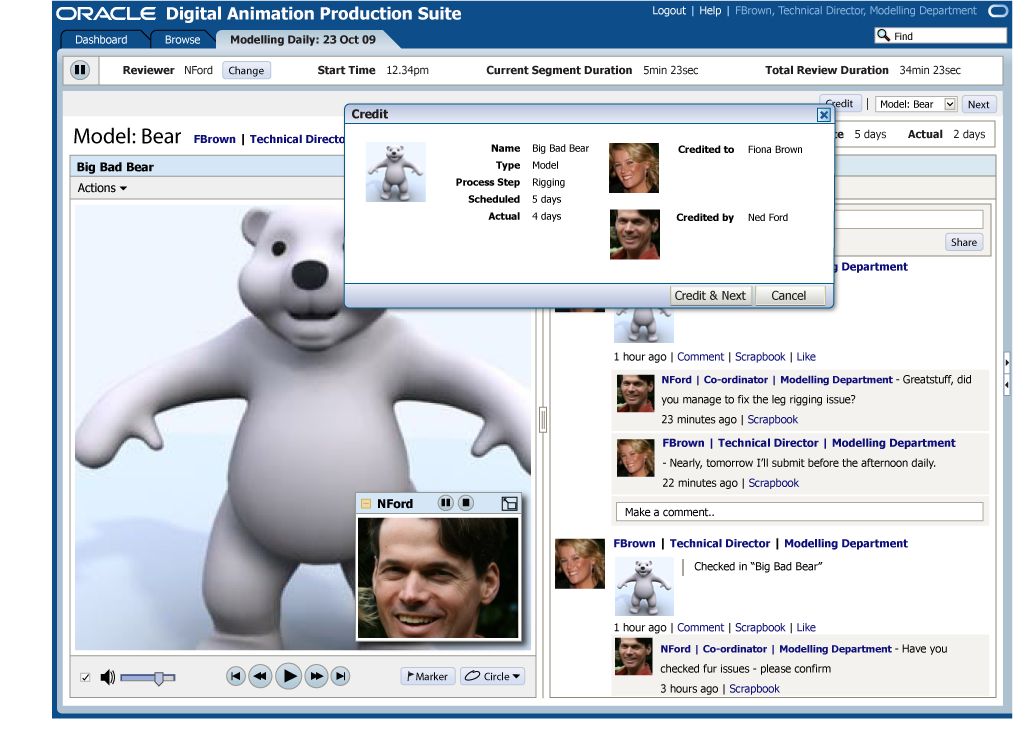 ORACLE Digital Animation Production Suite
Logout | Help | FBrown, Technical Director, Modelling Department
Dashboard Browse Modelling Daily: 23 Oct 09
Find
Reviewer NFord Change Start Time 12.34pm Current Segment Duration 5min 23sec Total Review Duration 34min 23sec
Credit | Model: Bear Next
Model: Bear FBrown | Technical Directo
5 days Actual 2 days
Credit
Name Big Bad Bear
Type Model
Process Step Rigging
Scheduled 5 days
Actual 4 days
Credited to Fiona Brown
Credited by Ned Ford
Credit & Next Cancel
Big Bad Bear
Actions
Share
g Department
1 hour ago | Comment | Scrapbook | Like
NFord | Co-ordinator | Modelling Department - Greatstuff, did
you manage to fix the leg rigging issue?
23 minutes ago | Scrapbook
FBrown | Technical Director | Modelling Department
- Nearly, tomorrow I'll submit before the afternoon daily.
22 minutes ago | Scrapbook
Make a comment..
NFord
FBrown | Technical Director | Modelling Department
Checked in “Big Bad Bear”
1 hour ago | Comment | Scrapbook | Like
NFord | Co-ordinator | Modelling Department - Have you
checked fur issues - please confirm
3 hours ago | Scrapbook
Marker Circle